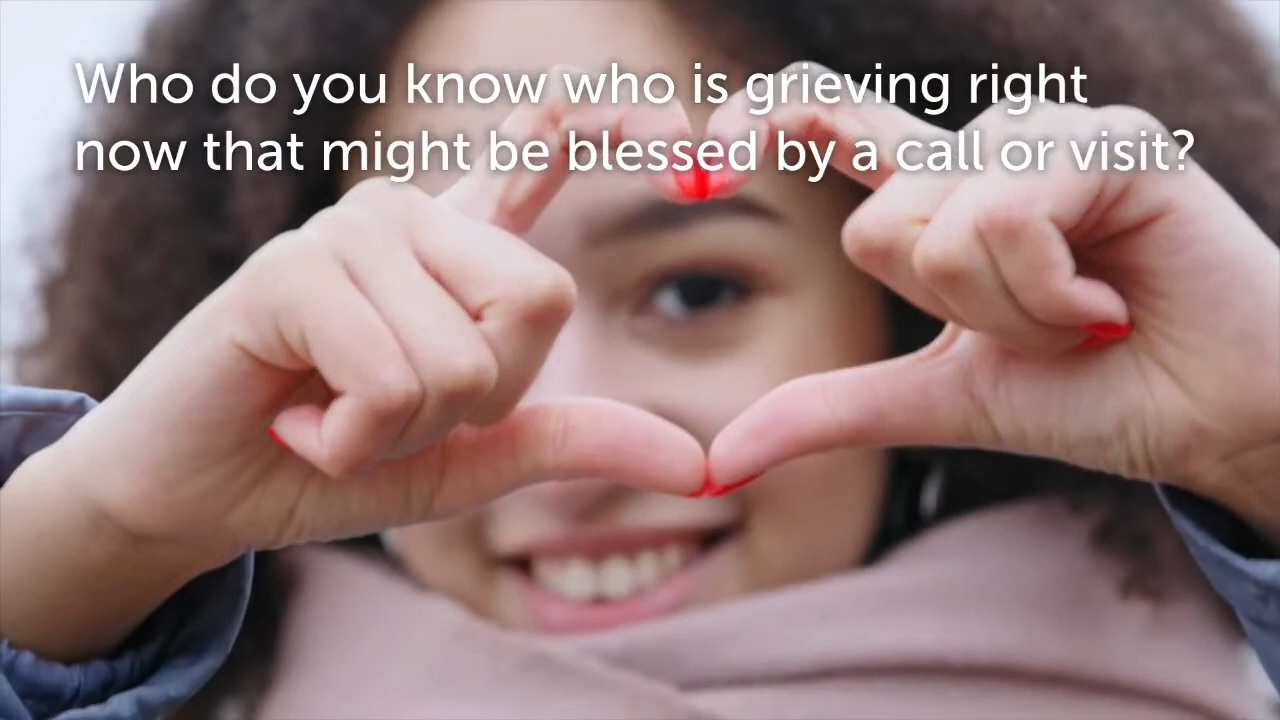 Who do you know who is grieving right
now that might be blessed by a call or visit?